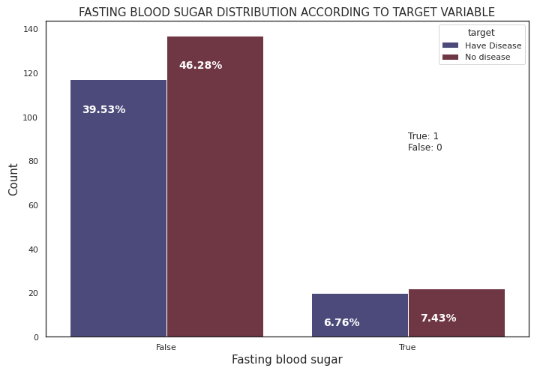 FASTING BLOOD SUGAR DISTRIBUTION ACCORDING TO TARGET VARIABLE
target
Have Disease
No disease
140
120
100
80
60
40
20
0
Count
39.53%
46.28%
True: 1
False: 0
6.76%
7.43%
False
True
Fasting blood sugar